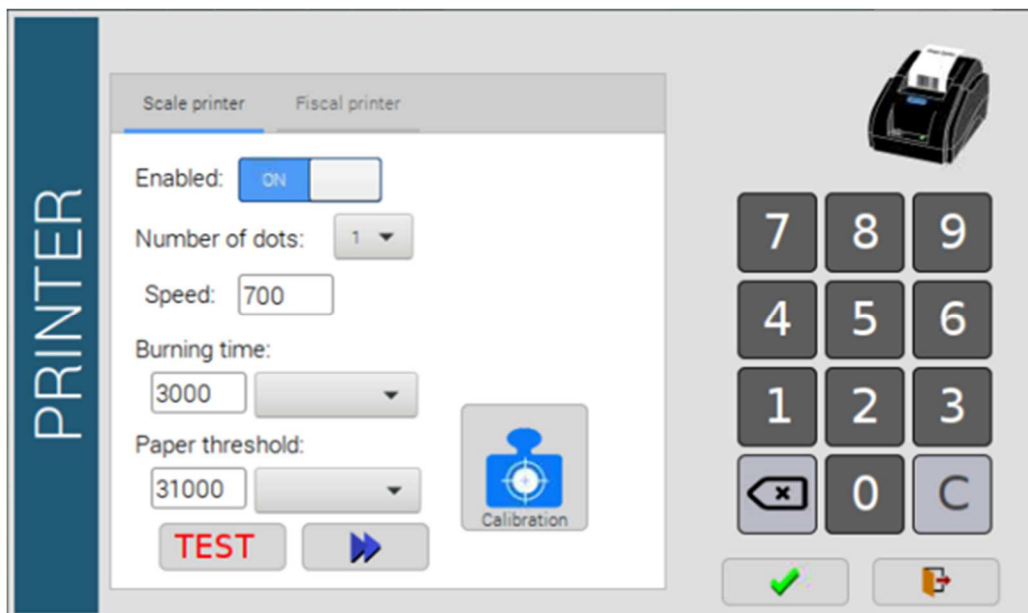 PRINTER
Scale printer Fiscal printer
Enabled: ON
Number of dots: 1
Speed: 700
Burning time:
3000
Paper threshold:
31000
Calibration
TEST
7 8 9
4 5 6
1 2 3
0 C